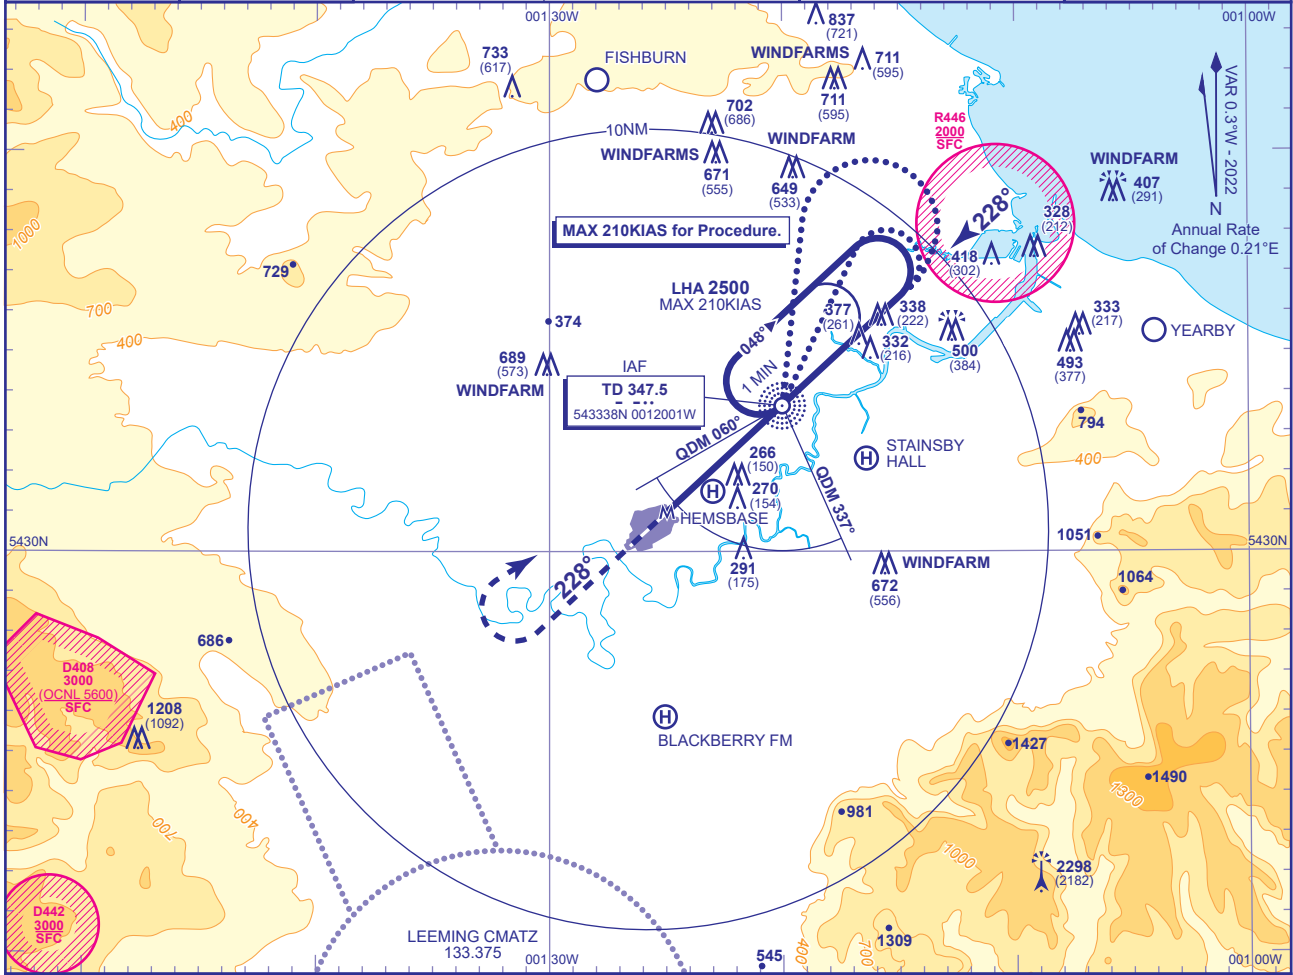 001 30W
001 00W
837
(721)
733
(617)
FISHBURN
WINDFARMS
711
(595)
711
(595)
VAR 0.3°W - 2022
400
702
(686)
10NM
R446
2000
SFC
WINDFARM
WINDFARMS
671
(555)
649
(533)
WINDFARM
407
(291)
N
Annual Rate
of Change 0.21°E
1000
MAX 210KIAS for Procedure.
228°
328
(212)
418
(302)
729
LHA 2500
MAX 210KIAS
700
400
374
377
(261)
338
(222)
333
(217)
YEARBY
048°
1 MIN
332
(216)
500
(384)
493
(377)
689
(573)
WINDFARM
IAF
TD 347.5
543338N 0012001W
794
400
QDM 060°
STAINSBY
HALL
H
266
(150)
270
(154)
H
HEMSBASE
QDM 337°
5430N
5430N
1051
291
(175)
WINDFARM
672
(556)
1064
228°
686
D408
3000
(OCNL 5600)
SFC
1208
(1092)
H
BLACKBERRY FM
1427
1490
1300
981
700
400
1000
2298
(2182)
D442
3000
SFC
LEEMING CMATZ
133.375
1309
400
700
545
001 30W
001 00W